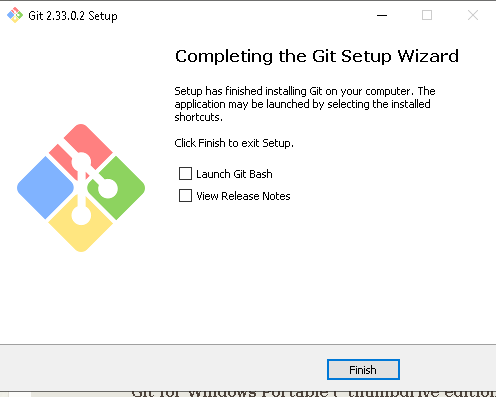 Git 2.33.0.2 Setup
Completing the Git Setup Wizard
Setup has finished installing Git on your computer. The
application may be launched by selecting the installed
shortcuts.
Click Finish to exit Setup.
Launch Git Bash
View Release Notes
Finish
Git for Windows Portable ("thumbdrive edition